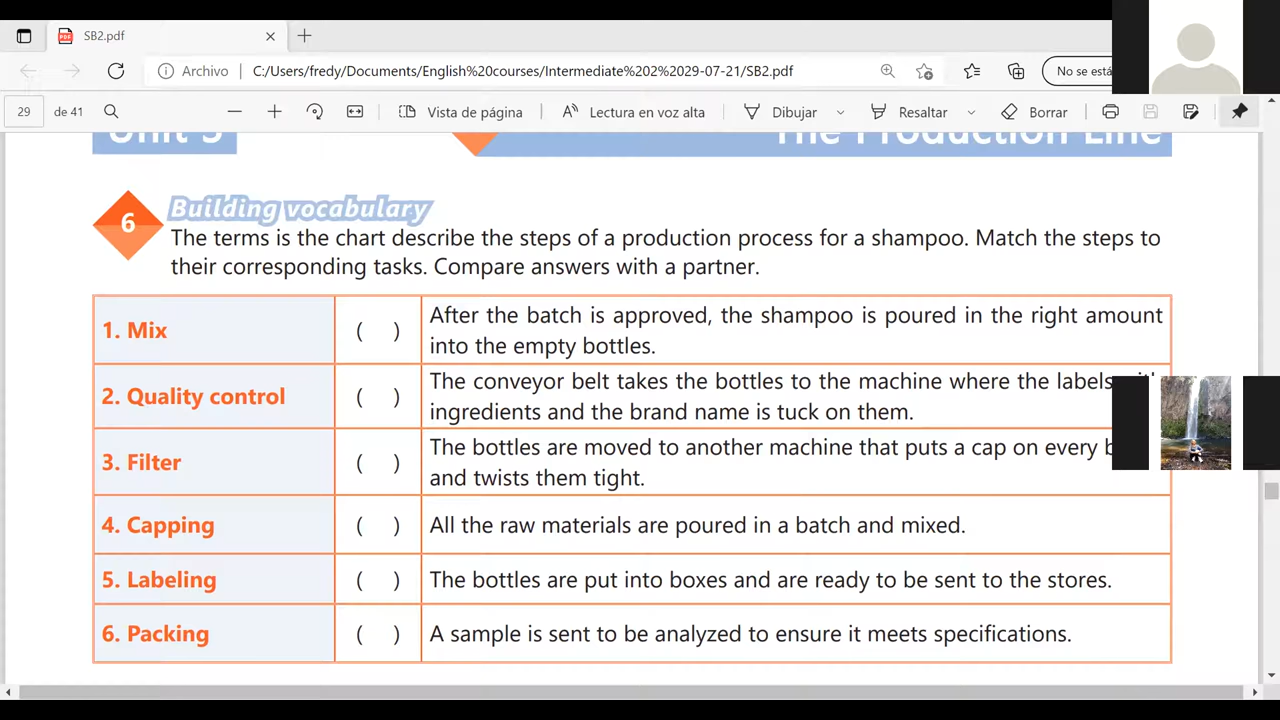 SB2.pdf
Archivo C:/Users/fredy/Documents/English%20courses/Intermediate%202%2029-07-21/SB2.pdf No se está
29 de 41 Vista de página Lectura en voz alta Dibujar Resaltar Borrar
The Production Line
6 Building vocabulary
The terms is the chart describe the steps of a production process for a shampoo. Match the steps to
their corresponding tasks. Compare answers with a partner.
1. Mix ( ) After the batch is approved, the shampoo is poured in the right amount
into the empty bottles.
2. Quality control ( ) The conveyor belt takes the bottles to the machine where the labels
ingredients and the brand name is tuck on them.
3. Filter ( ) The bottles are moved to another machine that puts a cap on every
and twists them tight.
4. Capping ( ) All the raw materials are poured in a batch and mixed.
5. Labeling ( ) The bottles are put into boxes and are ready to be sent to the stores.
6. Packing ( ) A sample is sent to be analyzed to ensure it meets specifications.